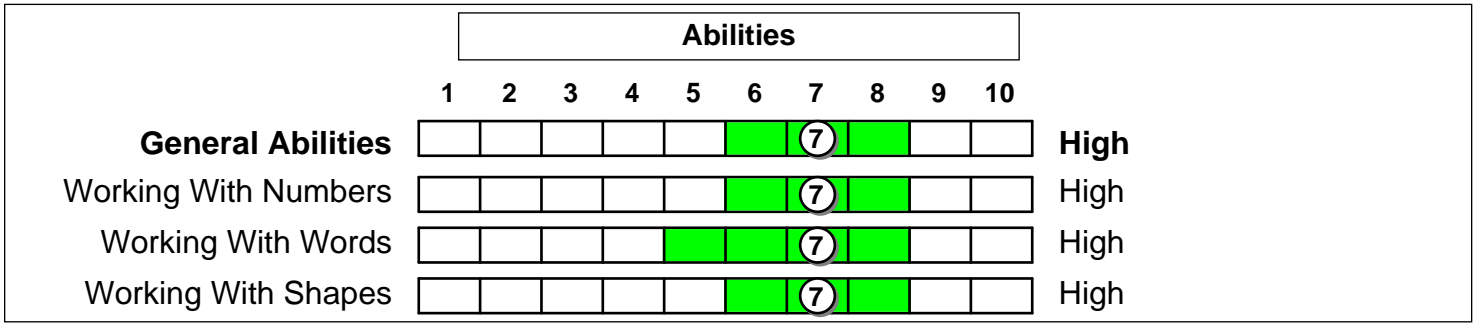 Abilities
1 2 3 4 5 6 7 8 9 10
General Abilities 7 High
Working With Numbers 7 High
Working With Words 7 High
Working With Shapes 7 High